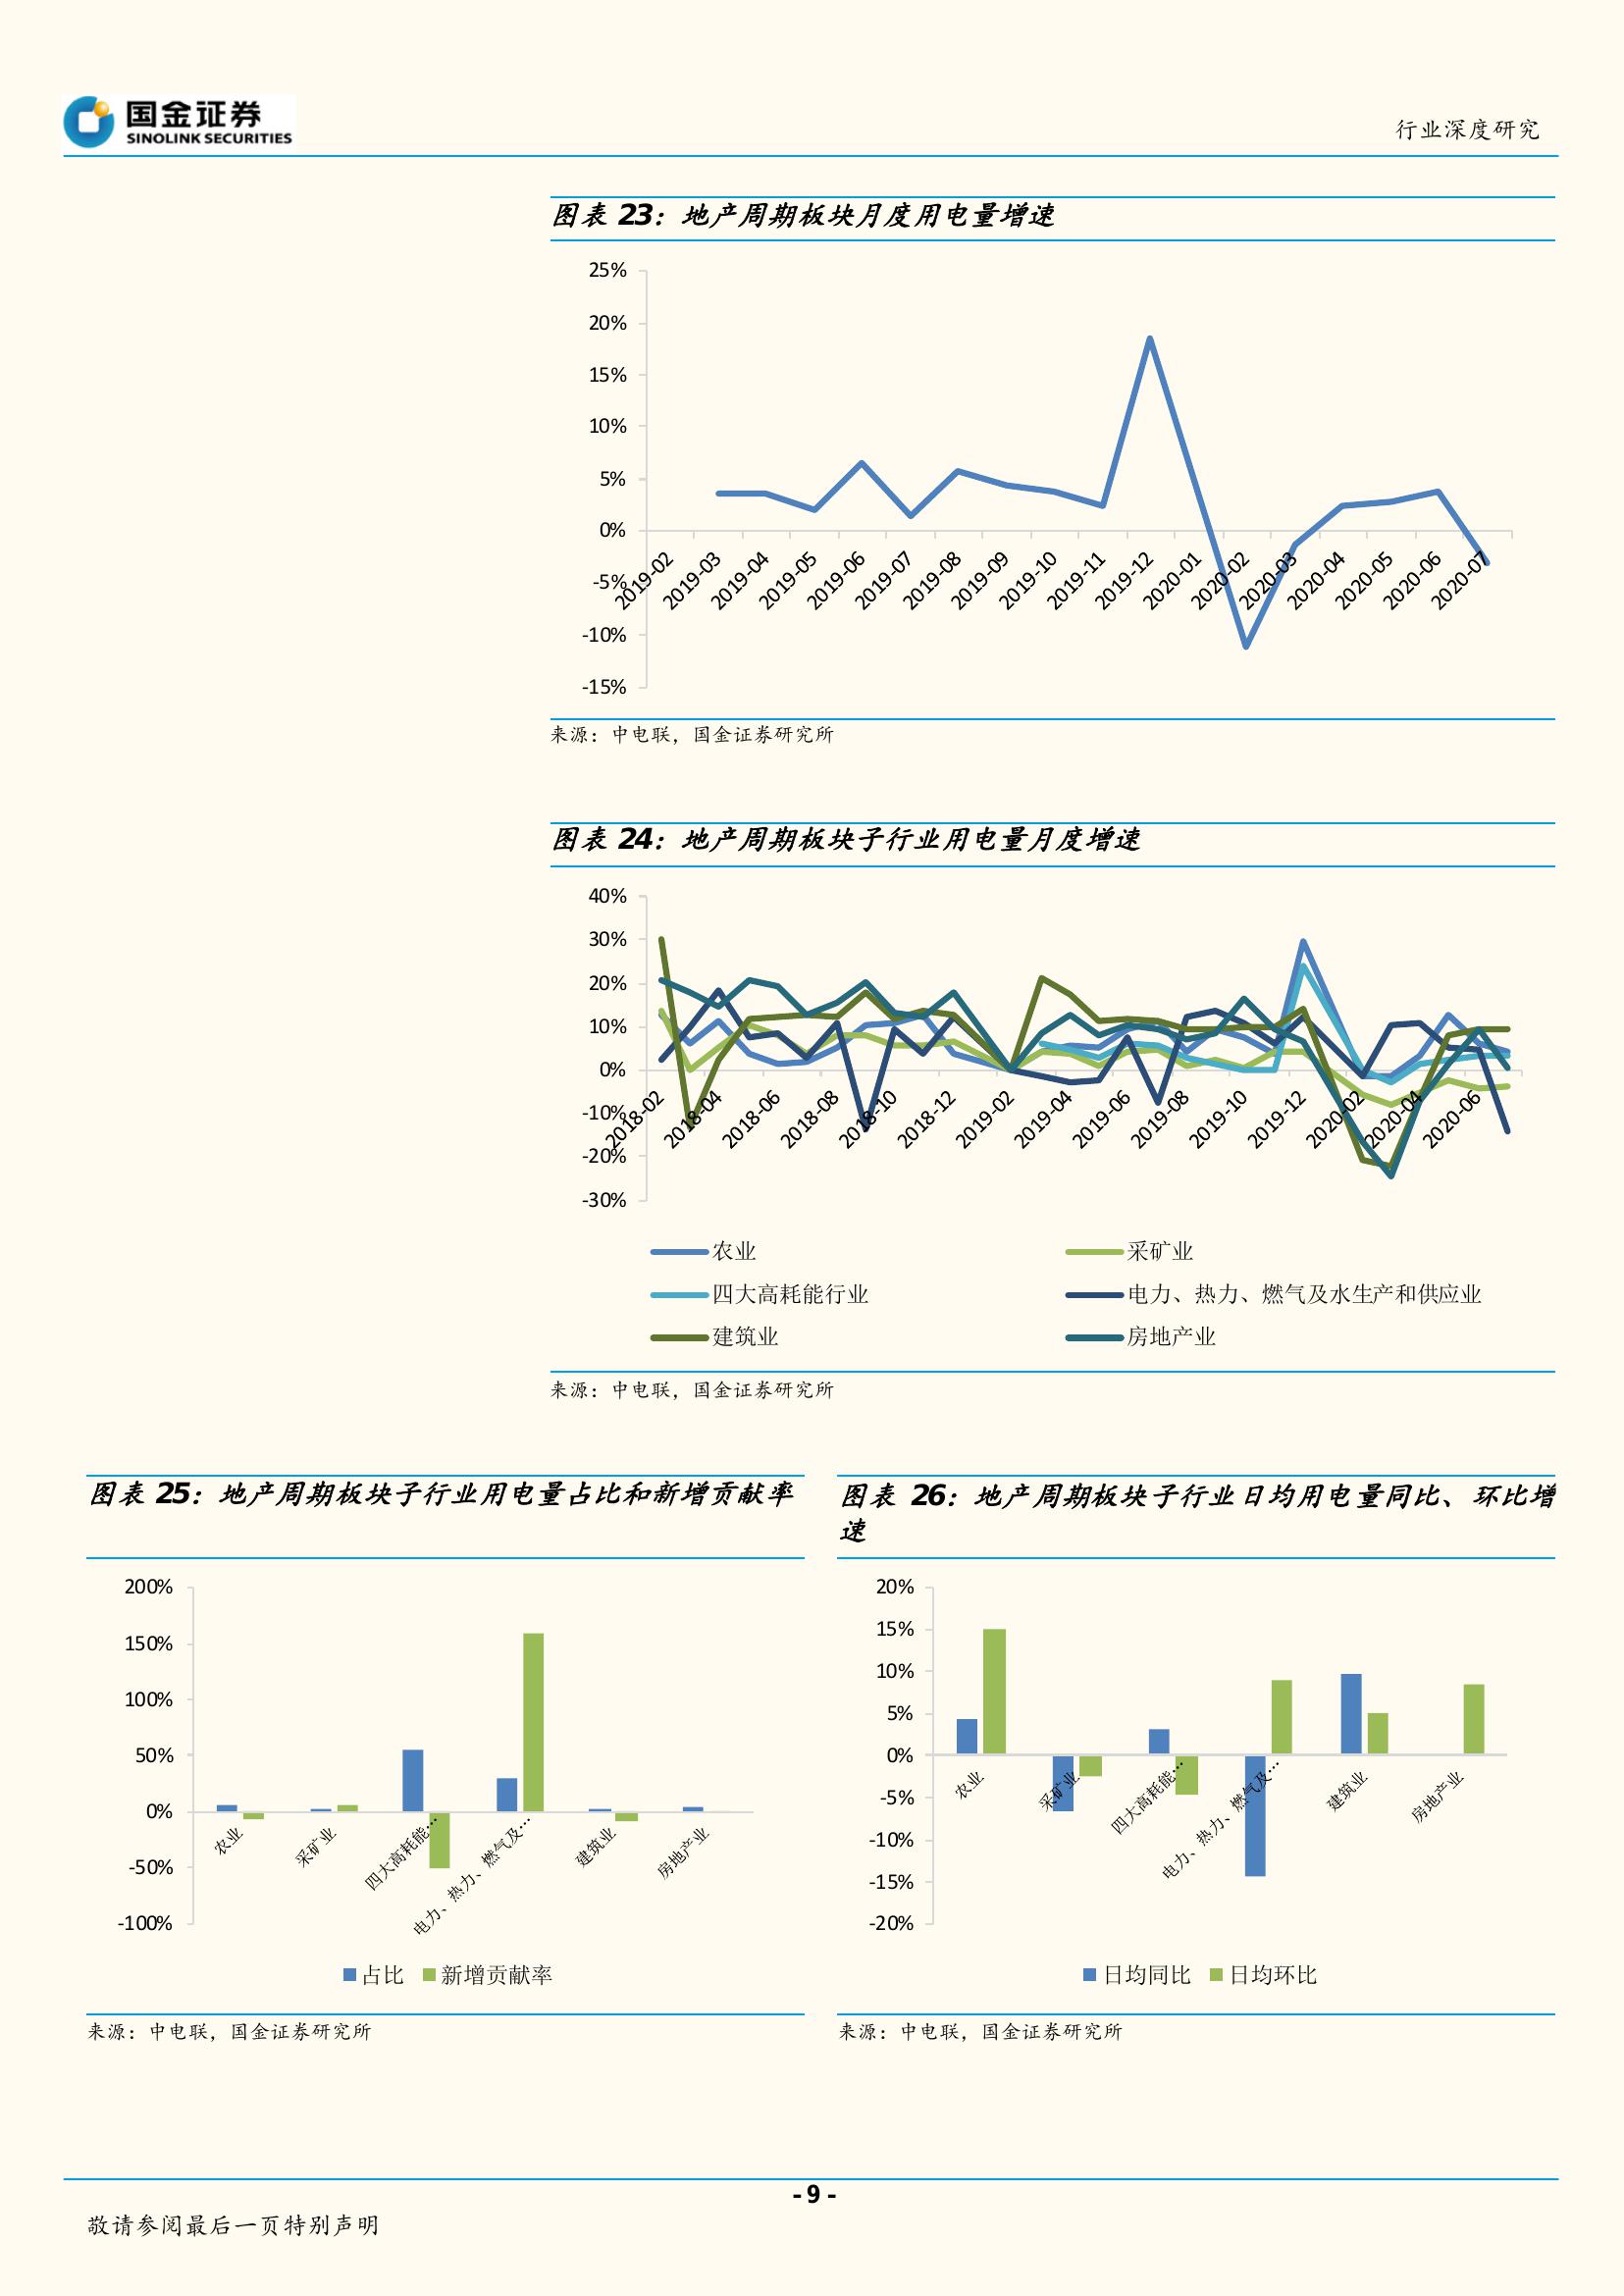 国金证券
SINOLINK SECURITIES
行业深度研究
图表 23：地产周期板块月度用电量增速
25%
20%
15%
10%
5%
0%
-5%
-10%
-15%
2019-02
2019-03
2019-04
2019-05
2019-06
2019-07
2019-08
2019-09
2019-10
2019-11
2019-12
2020-01
2020-02
2020-03
2020-04
2020-05
2020-06
2020-07
来源：中电联，国金证券研究所
图表 24：地产周期板块子行业用电量月度增速
40%
30%
20%
10%
0%
-10%
-20%
-30%
2018-02
2018-04
2018-06
2018-08
2018-10
2018-12
2019-02
2019-04
2019-06
2019-08
2019-10
2019-12
2020-02
2020-04
2020-06
农业
采矿业
四大高耗能行业
电力、热力、燃气及水生产和供应业
建筑业
房地产业
来源：中电联，国金证券研究所
图表 25：地产周期板块子行业用电量占比和新增贡献率
200%
150%
100%
50%
0%
-50%
-100%
农业
采矿业
四大高耗能…
电力、热力、燃气及…
建筑业
房地产业
占比
新增贡献率
来源：中电联，国金证券研究所
图表 26：地产周期板块子行业日均用电量同比、环比增
速
20%
15%
10%
5%
0%
-5%
-10%
-15%
-20%
农业
采矿业
四大高耗能…
电力、热力、燃气及…
建筑业
房地产业
日均同比
日均环比
来源：中电联，国金证券研究所
- 9 -
敬请参阅最后一页特别声明